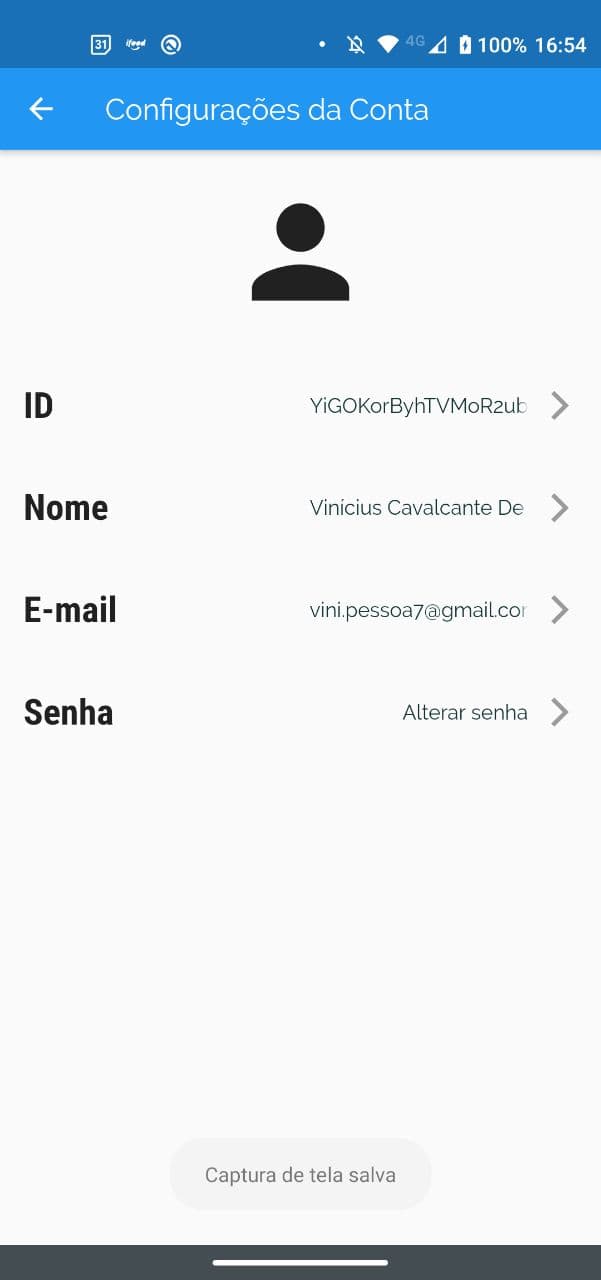 31 ifood 4G 100% 16:54
Configurações da Conta
ID YiGOKorByhTVMoR2ub
Nome Vinícius Cavalcante De
E-mail vini.pessoa7@gmail.cor
Senha Alterar senha
Captura de tela salva